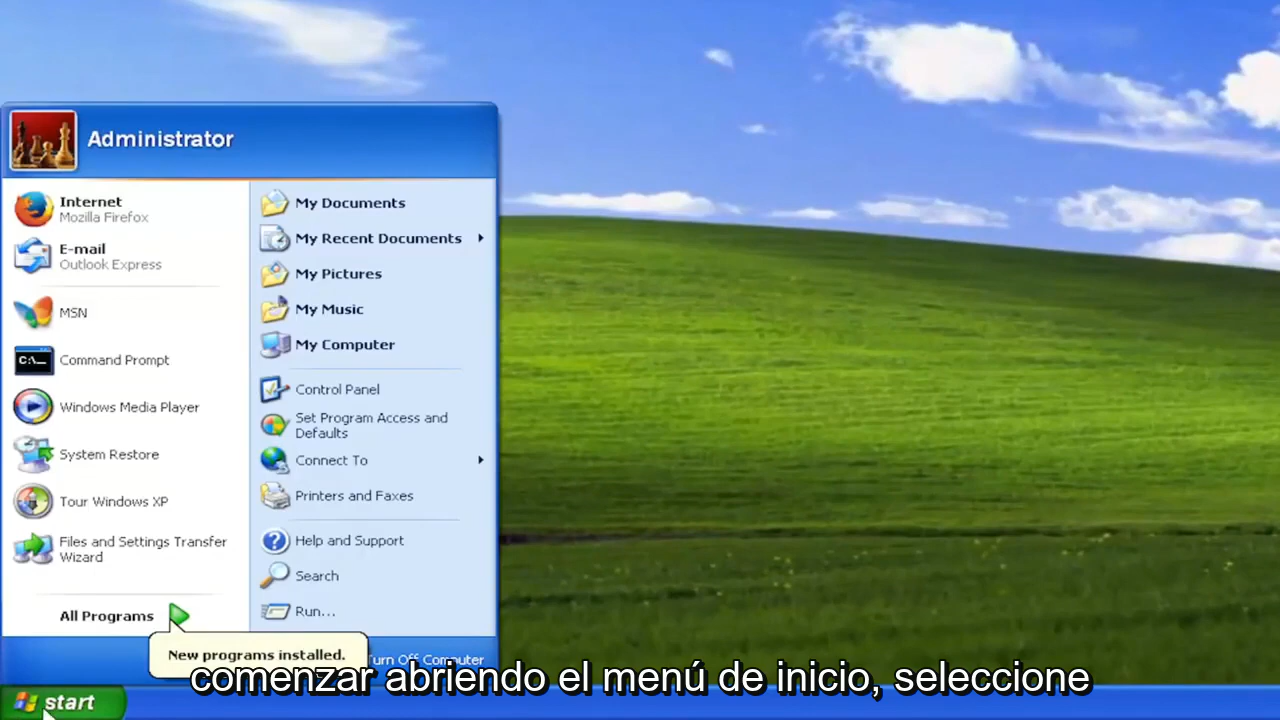 Administrator
Internet
Mozilla Firefox
E-mail
Outlook Express
MSN
C:\_
Command Prompt
Windows Media Player
System Restore
Tour Windows XP
Files and Settings Transfer
Wizard
All Programs
My Documents
My Recent Documents
My Pictures
My Music
My Computer
Control Panel
Set Program Access and
Defaults
Connect To
Printers and Faxes
Help and Support
Search
Run...
New programs installed.
Turn Off Computer
comenzar abriendo el menú de inicio, seleccione
start